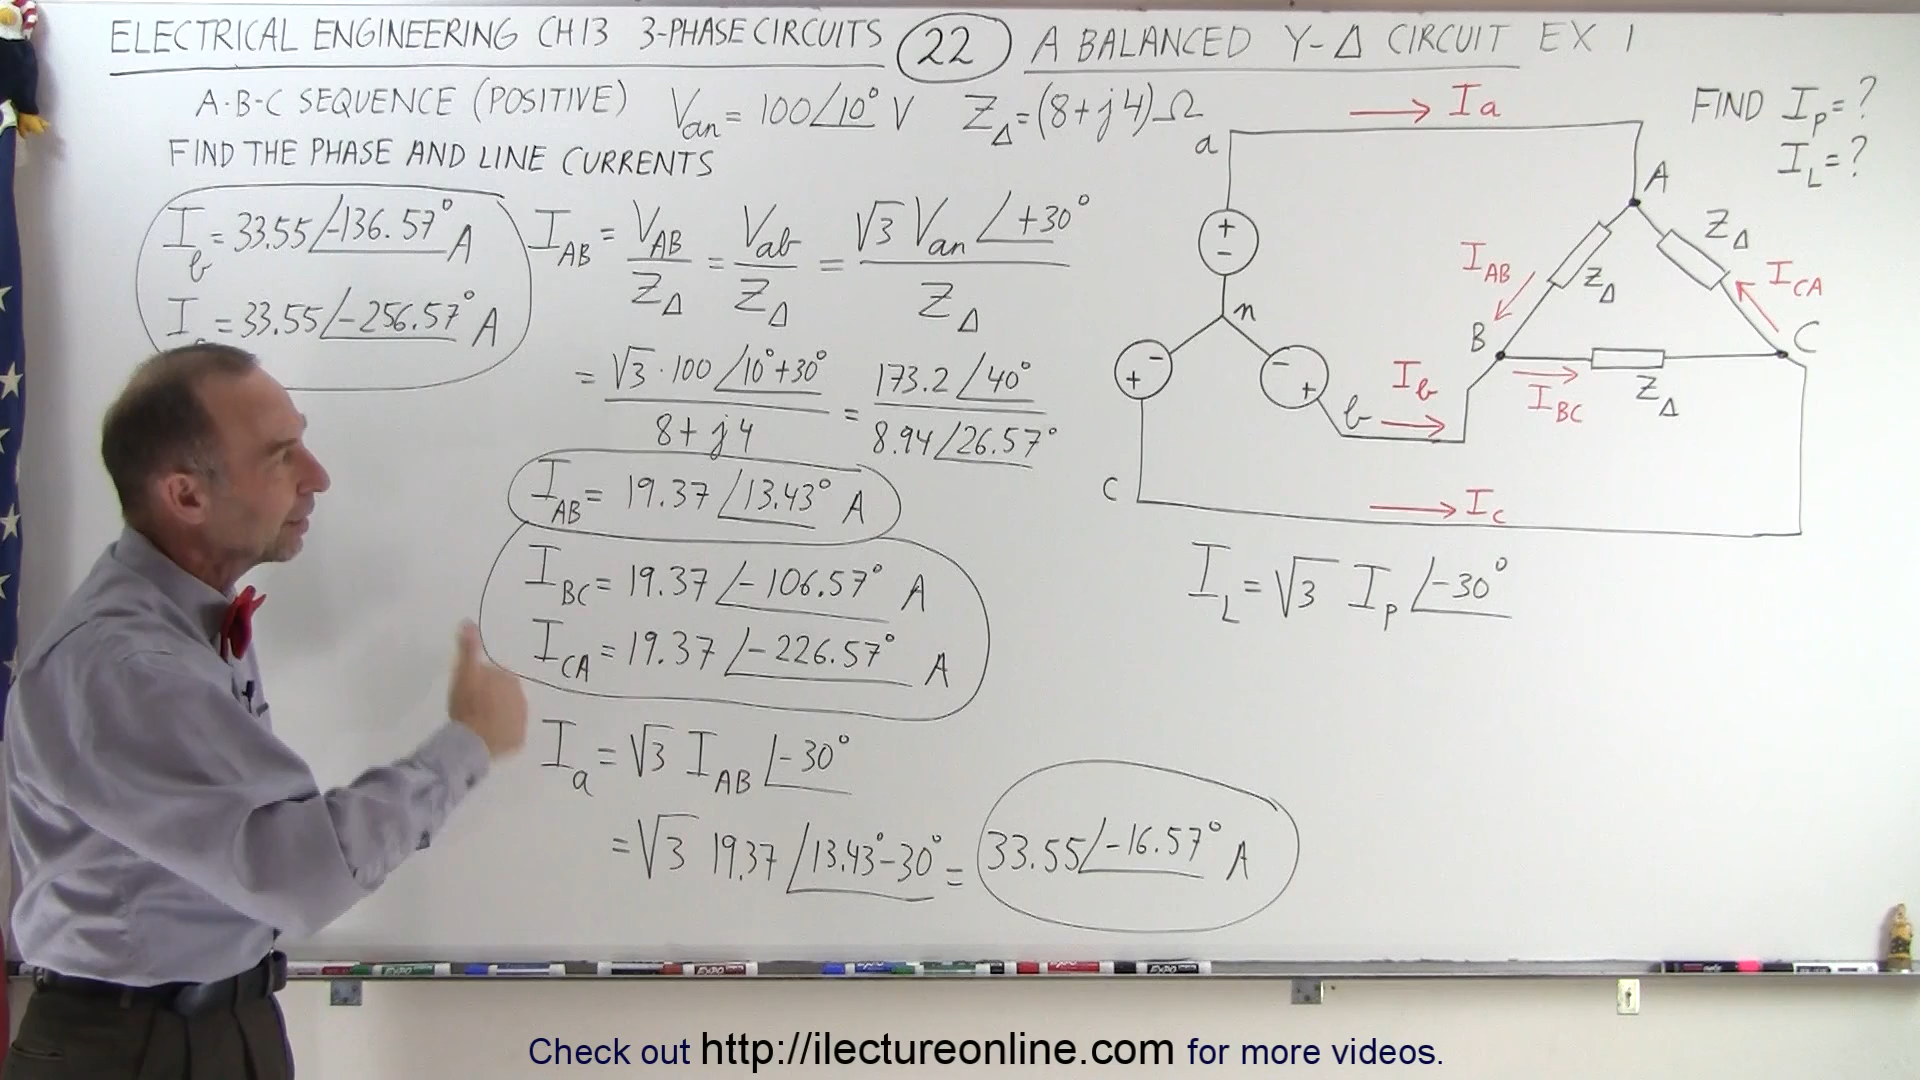 ELECTRICAL ENGINEERING CH 13 3-PHASE CIRCUITS 22 A BALANCED Y-Δ CIRCUIT EX 1
A-B-C SEQUENCE (POSITIVE) Van = 100∠10° V ZΔ = (8+j4)Ω
FIND THE PHASE AND LINE CURRENTS
FIND IP = ?
IL = ?
Ib = 33.55∠-136.57° A
I = 33.55∠-256.57° A
IAB = VAB/ZΔ = Vab/ZΔ = √3 Van∠+30°/ZΔ
= √3·100∠10°+30°/8+j4 = 173.2∠40°/8.94∠26.57°
IAB = 19.37∠13.43° A
IBC = 19.37∠-106.57° A
ICA = 19.37∠-226.57° A
Ia = √3 IAB∠-30°
= √3 19.37∠13.43°-30° = 33.55∠-16.57° A
Ia
a
A
+
-
ZΔ
IAB
ZΔ
ICA
n
B
C
-
+
-
+
Ib
IBC
ZΔ
b
C
Ic
IL = √3 IP∠-30°
EXPO
EXPO
EXPO
Check out http://ilectureonline.com for more videos.